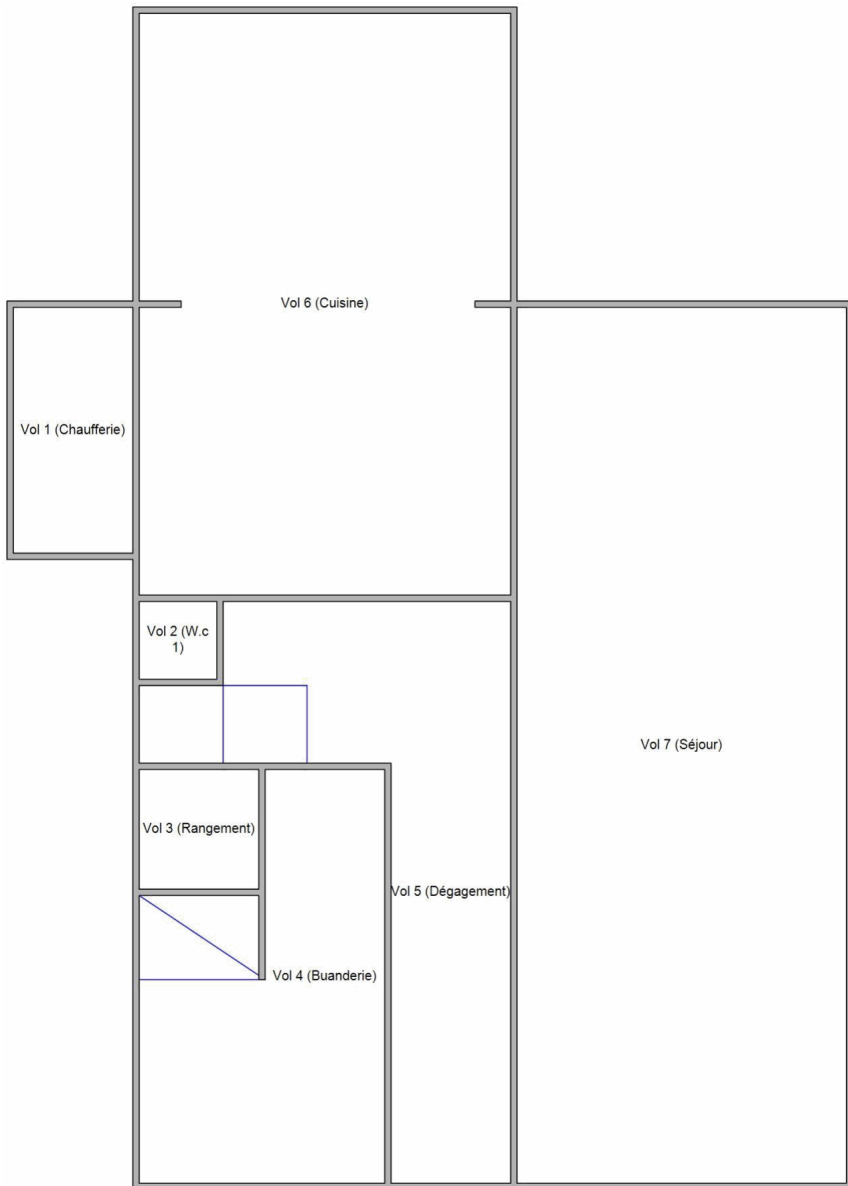 Vol 6 (Cuisine)
Vol 1 (Chaufferie)
Vol 2 (W.c
1)
Vol 7 (Séjour)
Vol 3 (Rangement)
Vol 5 (Dégagement)
Vol 4 (Buanderie)